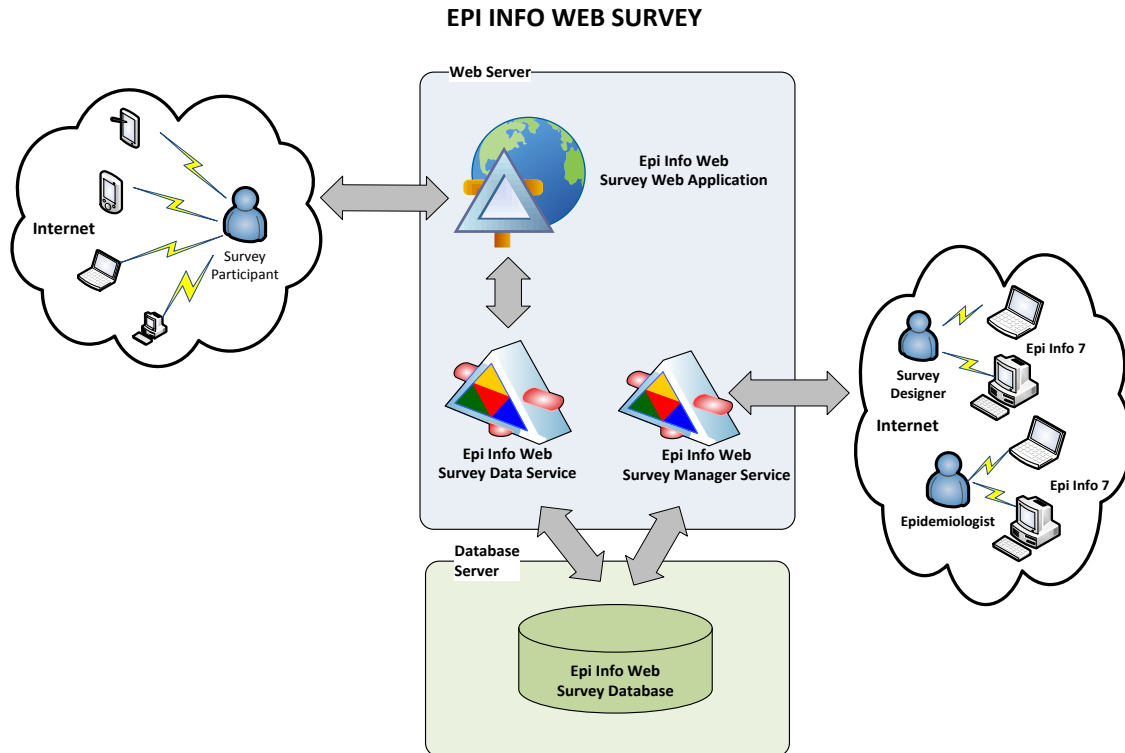 EPI INFO WEB SURVEY
Web Server
Epi Info Web
Survey Web Application
Internet
Survey
Participant
Epi Info Web
Survey Data Service
Epi Info Web
Survey Manager Service
Survey
Designer
Epi Info 7
Internet
Epidemiologist
Epi Info 7
Database
Server
Epi Info Web
Survey Database